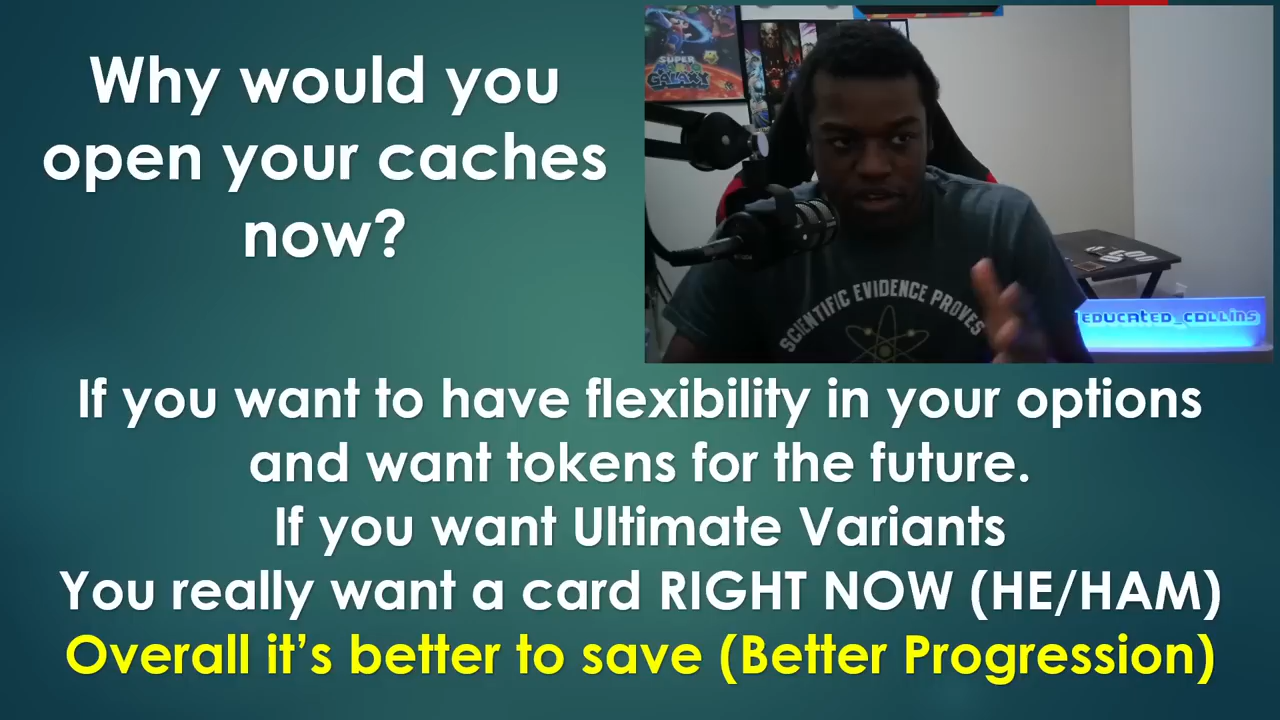 Why would you
open your caches
now?
SUPER
MARIO
GALAXY
SCIENTIFIC EVIDENCE PROVES
EDUCATED_COLLINS
If you want to have flexibility in your options
and want tokens for the future.
If you want Ultimate Variants
You really want a card RIGHT NOW (HE/HAM)
Overall it's better to save (Better Progression)